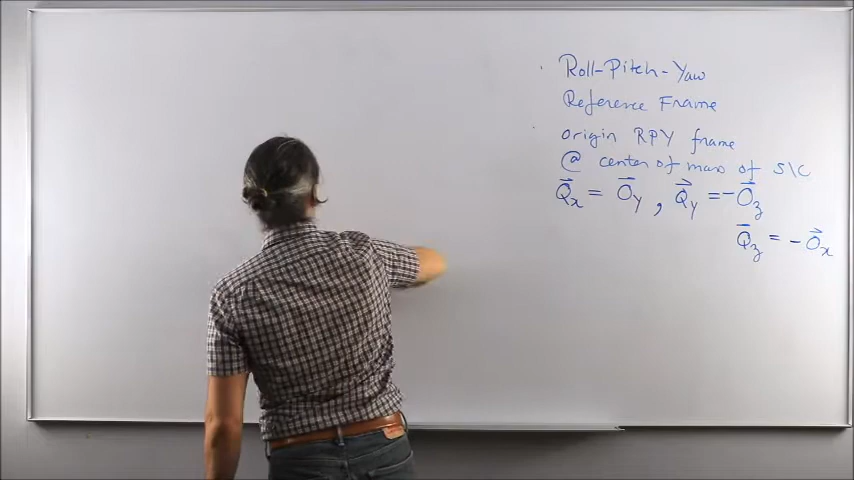 Roll-Pitch-Yaw
Reference Frame
origin RPY frame
@ center of mass of S\C
Q⃗x = O⃗y , Q⃗y = -O⃗z
Q⃗z = -O⃗x